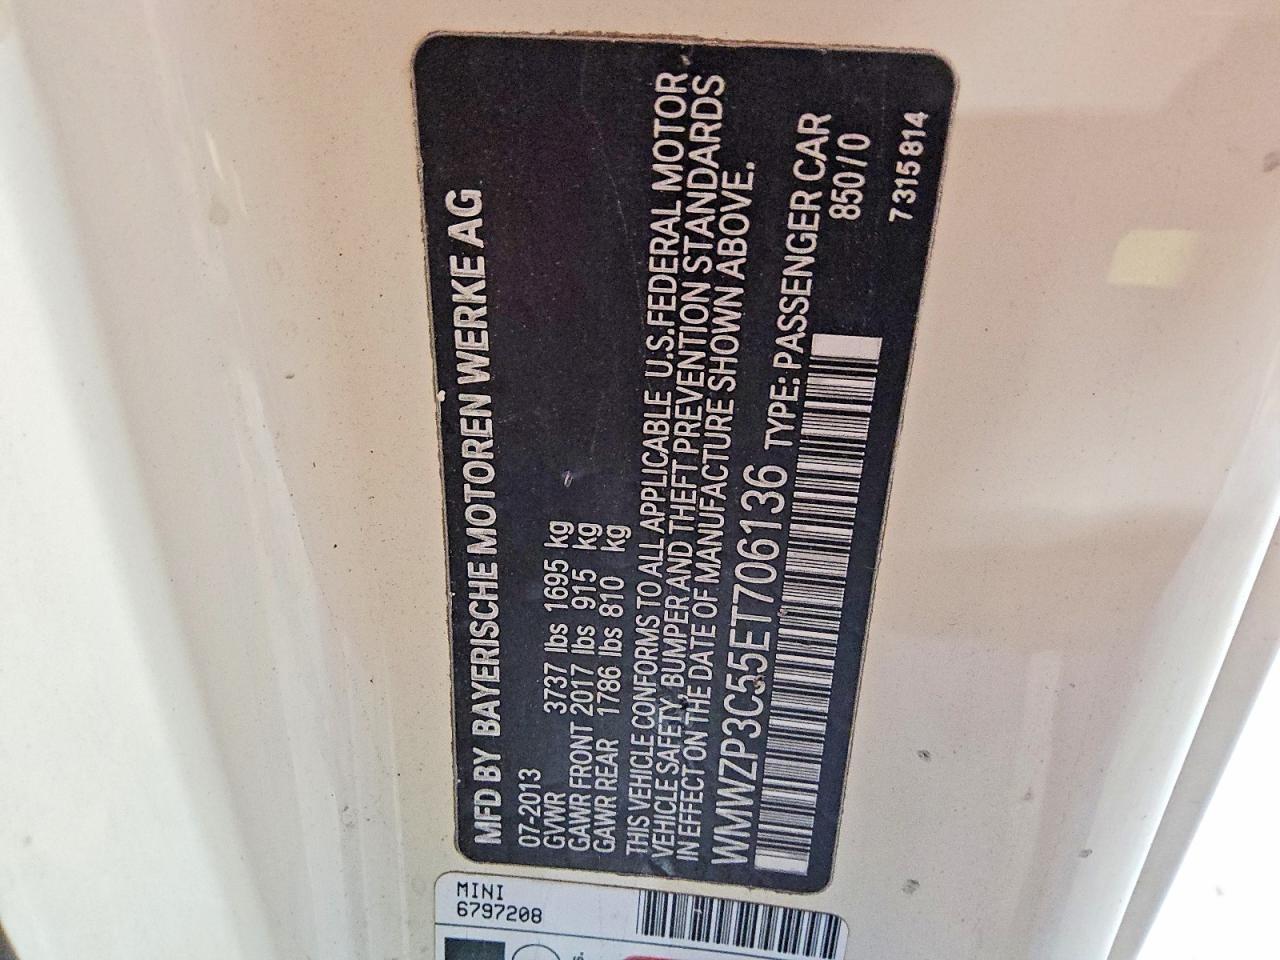 MFD BY BAYERISCHE MOTOREN WERKE AG
07-2013
GVWR 3737 lbs 1695 kg
GAWR FRONT 2017 lbs 915 kg
GAWR REAR 1786 lbs 810 kg
THIS VEHICLE CONFORMS TO ALL APPLICABLE U.S.FEDERAL MOTOR
VEHICLE SAFETY, BUMPER AND THEFT PREVENTION STANDARDS
IN EFFECT ON THE DATE OF MANUFACTURE SHOWN ABOVE.
WMWZP3C55ET706136 TYPE: PASSENGER CAR
850/0
7 315 814
MINI
6797208